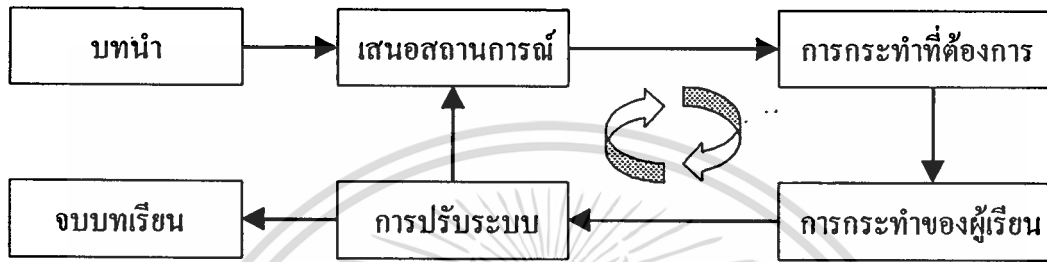 บทนำ
เสนอสถานการณ์
การกระทำที่ต้องการ
จบบทเรียน
การปรับระบบ
การกระทำของผู้เรียน